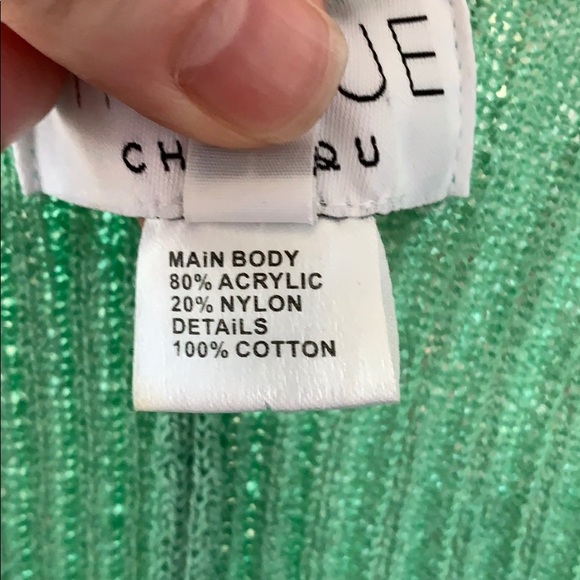 MAiN BODY
80% ACRYLIC
20% NYLON
DETAiLS
100% COTTON